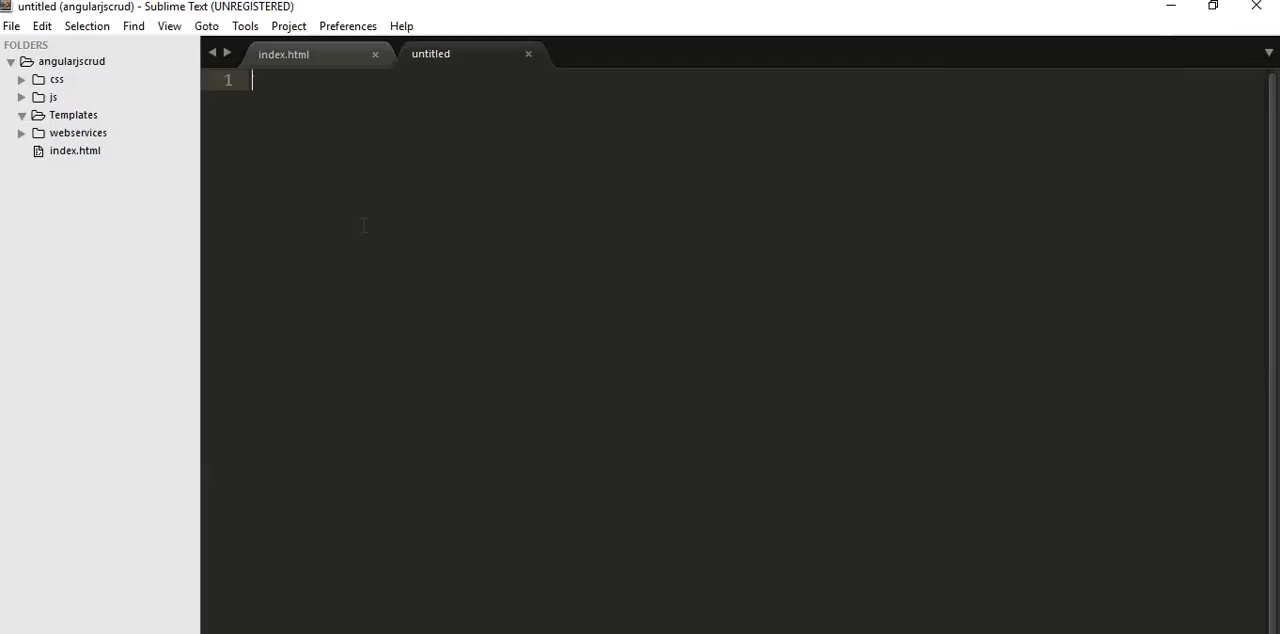 untitled (angularjscrud) - Sublime Text (UNREGISTERED)
File Edit Selection Find View Goto Tools Project Preferences Help
FOLDERS
angularjscrud
css
js
Templates
webservices
index.html
index.html untitled
1